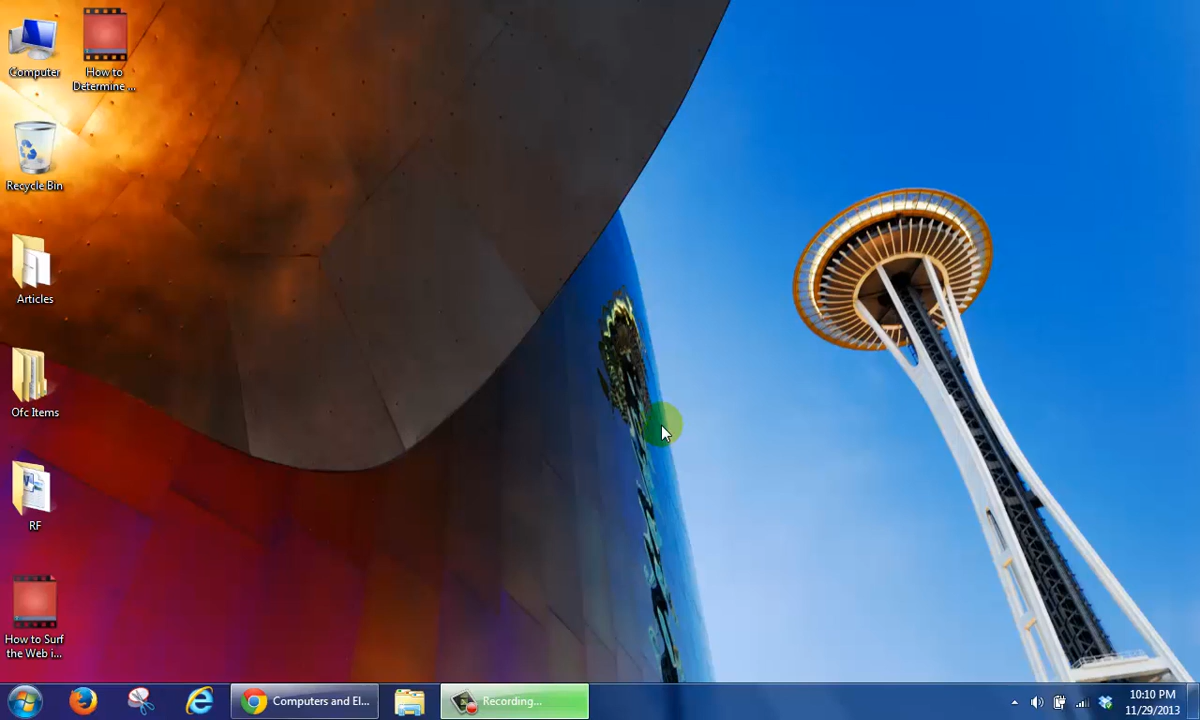 Computer
How to
Determine ...
Recycle Bin
Articles
Ofc Items
RF
How to Surf
the Web i...
Computers and El...
Recording...
10:10 PM
11/29/2013